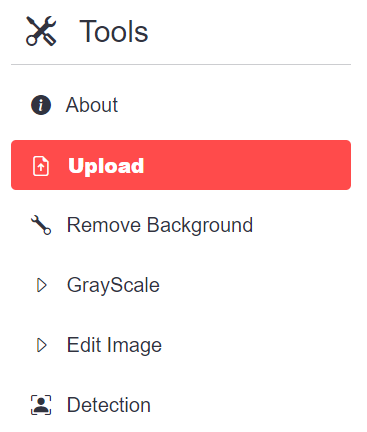 Tools
About
Upload
Remove Background
GrayScale
Edit Image
Detection